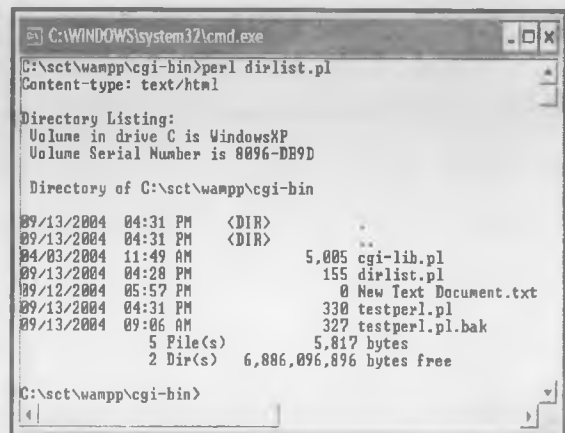 C:\WINDOWS\system32\cmd.exe
C:\sct\wampp\cgi-bin>perl dirlist.pl
Content-type: text/html
Directory Listing:
Volume in drive C is WindowsXP
Volume Serial Number is 8096-DB9D
Directory of C:\sct\wampp\cgi-bin
09/13/2004 04:31 PM <DIR> .
09/13/2004 04:31 PM <DIR> ..
04/03/2004 11:49 AM 5,005 cgi-lib.pl
09/13/2004 04:28 PM 155 dirlist.pl
09/12/2004 05:57 PM 0 New Text Document.txt
09/13/2004 04:31 PM 330 testperl.pl
09/13/2004 09:06 AM 327 testperl.pl.bak
5 File(s) 5,817 bytes
2 Dir(s) 6,886,096,896 bytes free
C:\sct\wampp\cgi-bin>